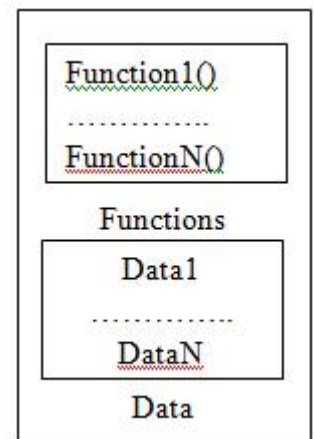 Function1()
..............
FunctionN()
Functions
Data1
..............
DataN
Data